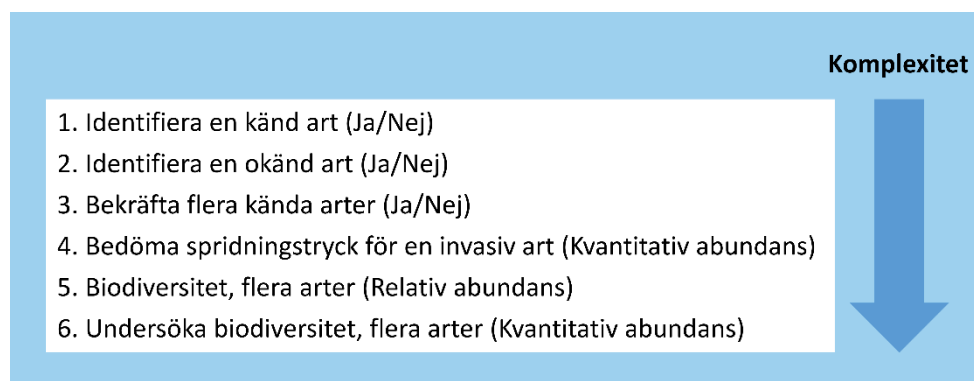 Komplexitet
1. Identifiera en känd art (Ja/Nej)
2. Identifiera en okänd art (Ja/Nej)
3. Bekräfta flera kända arter (Ja/Nej)
4. Bedöma spridningstryck för en invasiv art (Kvantitativ abundans)
5. Biodiversitet, flera arter (Relativ abundans)
6. Undersöka biodiversitet, flera arter (Kvantitativ abundans)